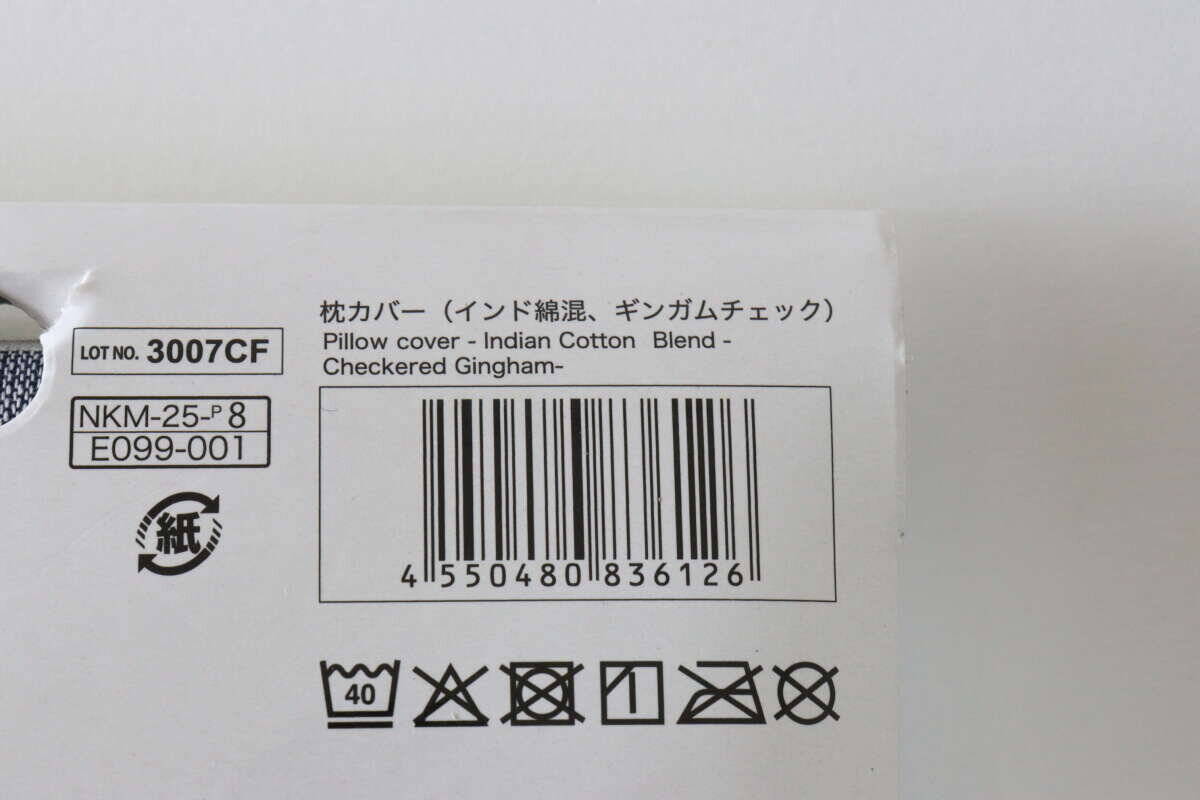 枕カバー（インド綿混、ギンガムチェック）
Pillow cover - Indian Cotton  Blend -
Checkered Gingham-
LOT NO. 3007CF
NKM-25-P8
E099-001
紙
4 550480 836126
40